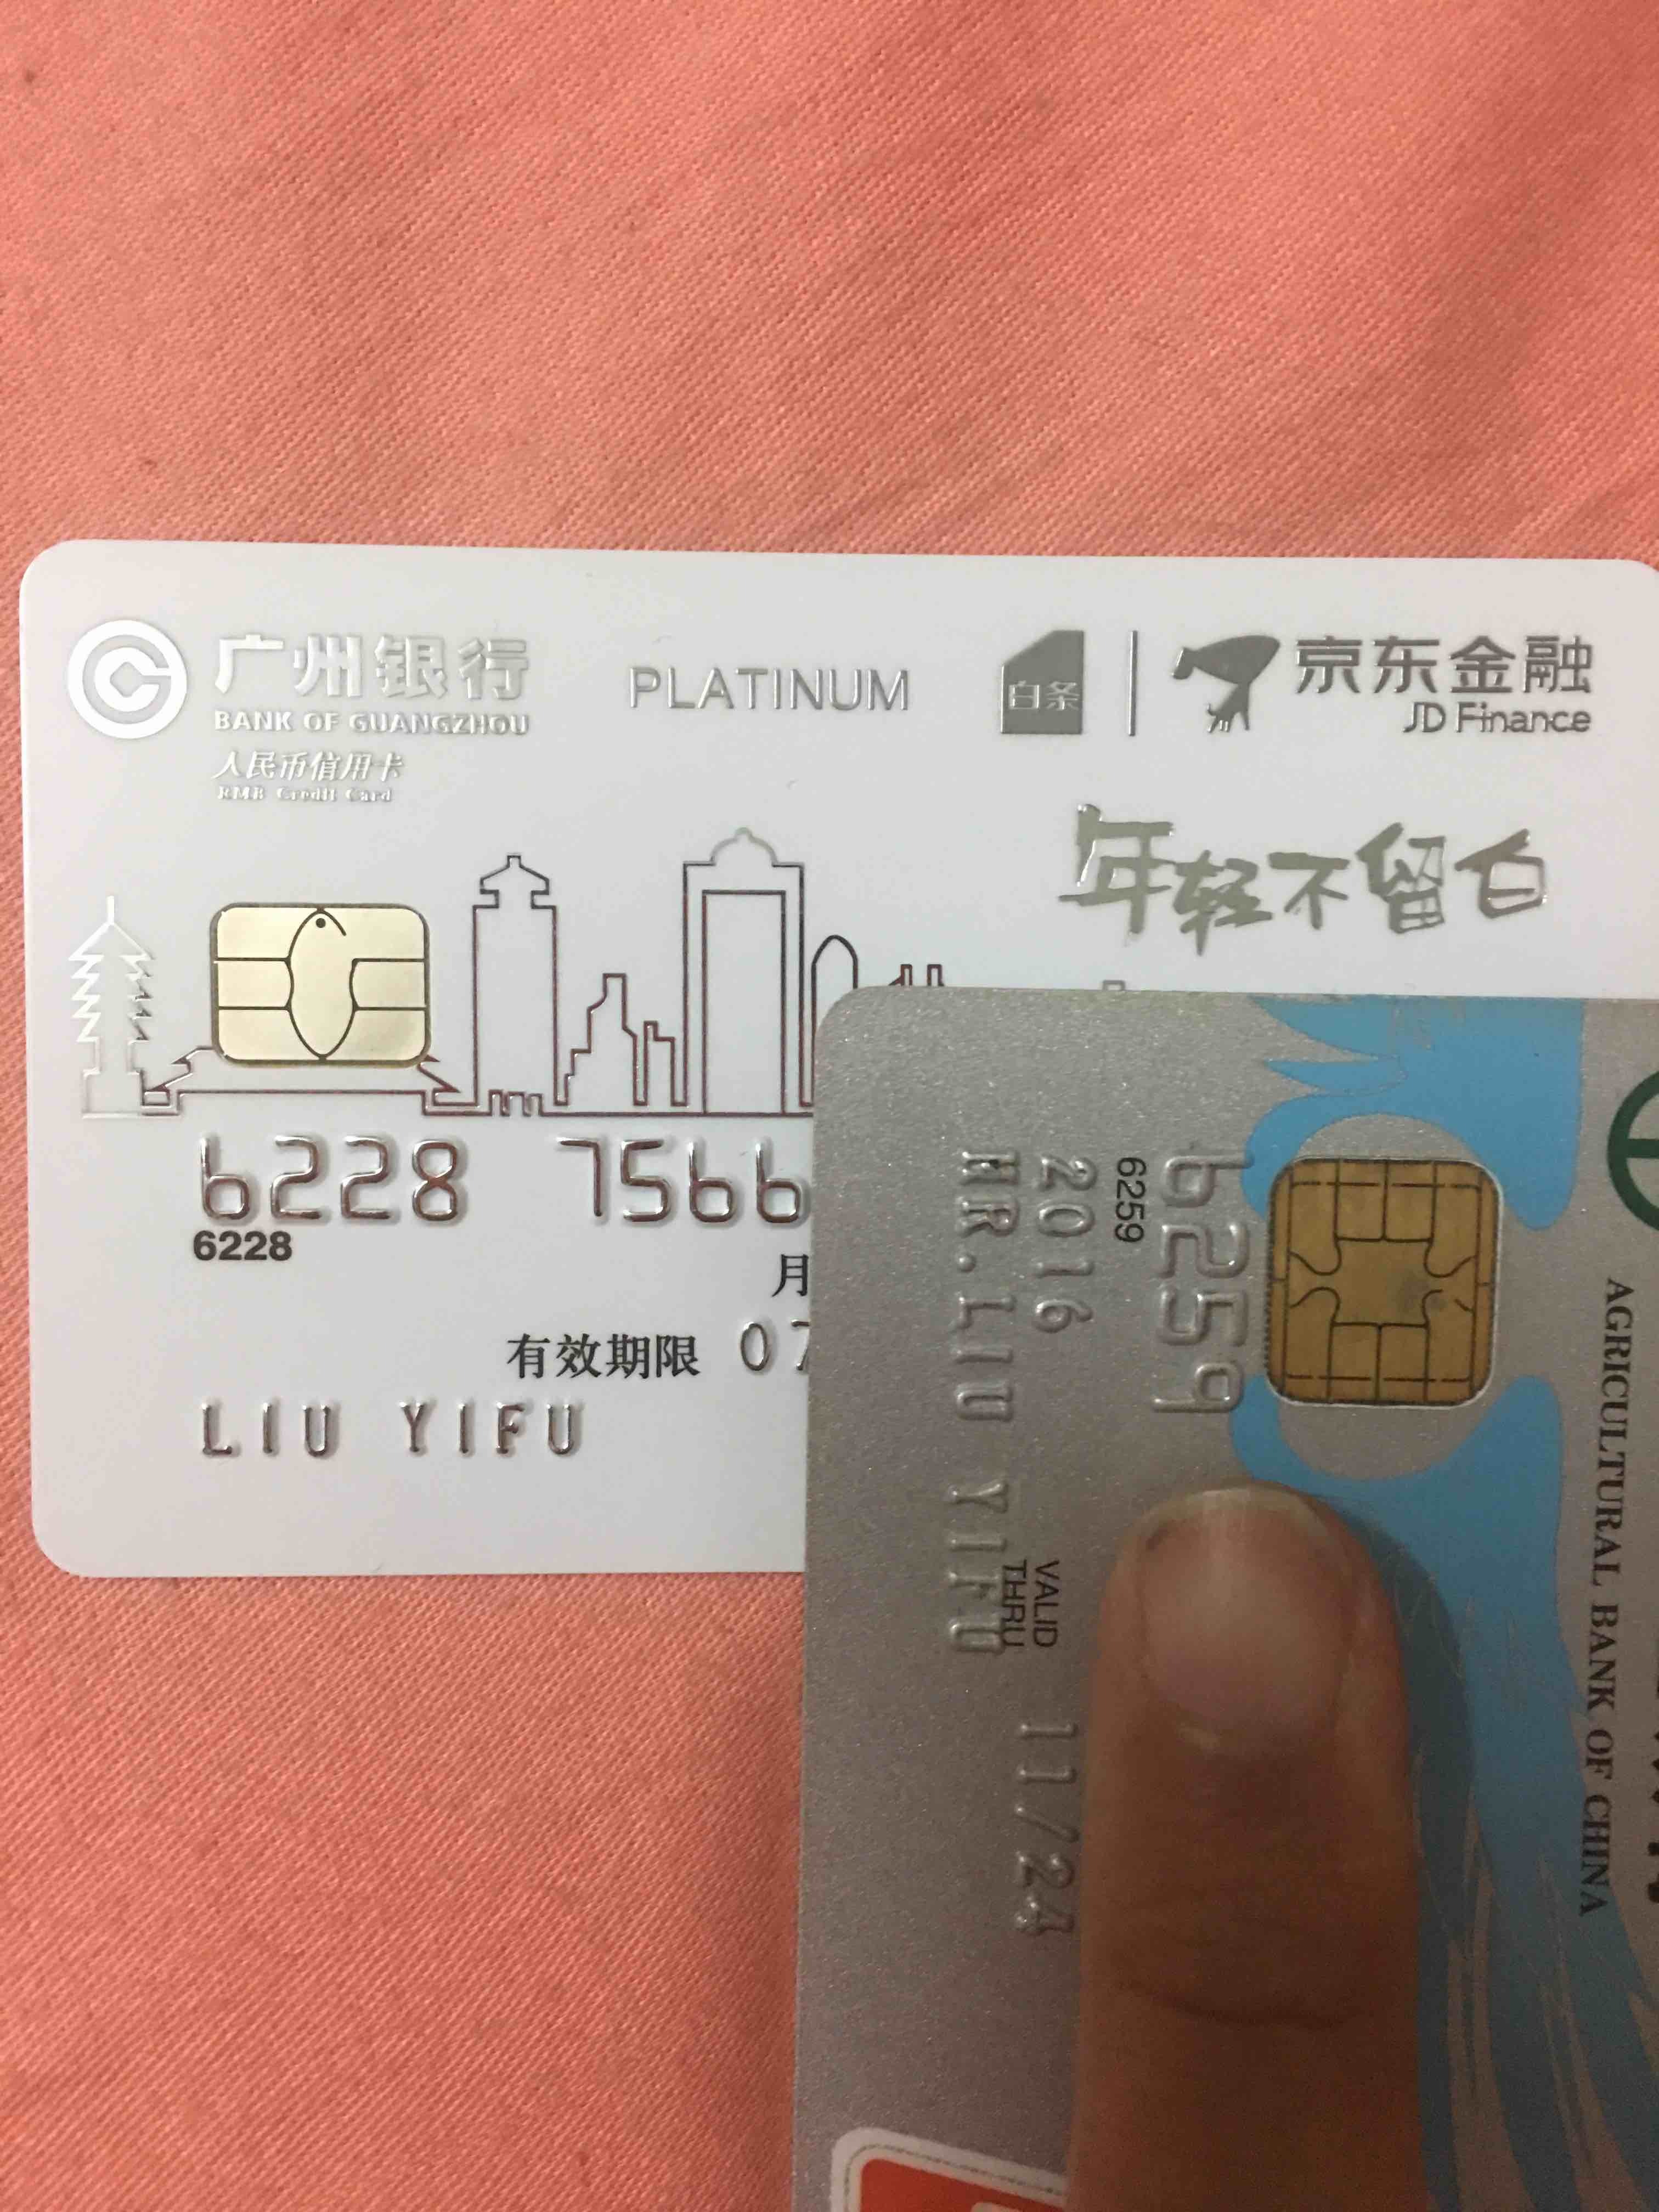 广州银行
BANK OF GUANGZHOU
人民币信用卡
RMB Credit Card
PLATINUM
白条
京东金融
JD Finance
年轻不留白
6228 7566
6228
月
有效期限 07
LIU YIFU
AGRICULTURAL BANK OF CHINA
6259
6259
2016
VALID
THRU
11/24
MR.LIU YIFU